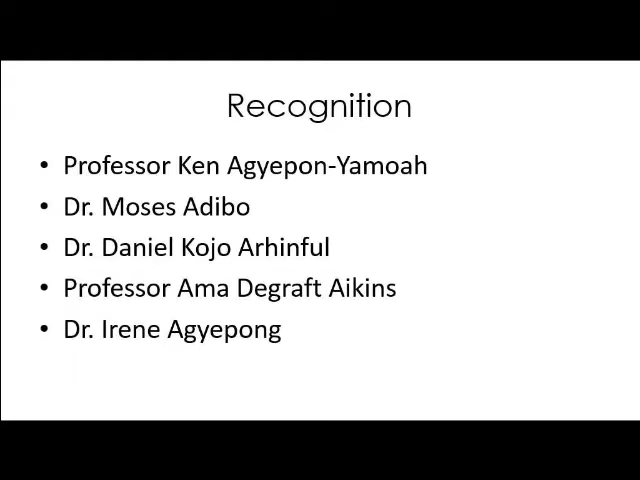 Recognition
• Professor Ken Agyepon-Yamoah
• Dr. Moses Adibo
• Dr. Daniel Kojo Arhinful
• Professor Ama Degraft Aikins
• Dr. Irene Agyepong